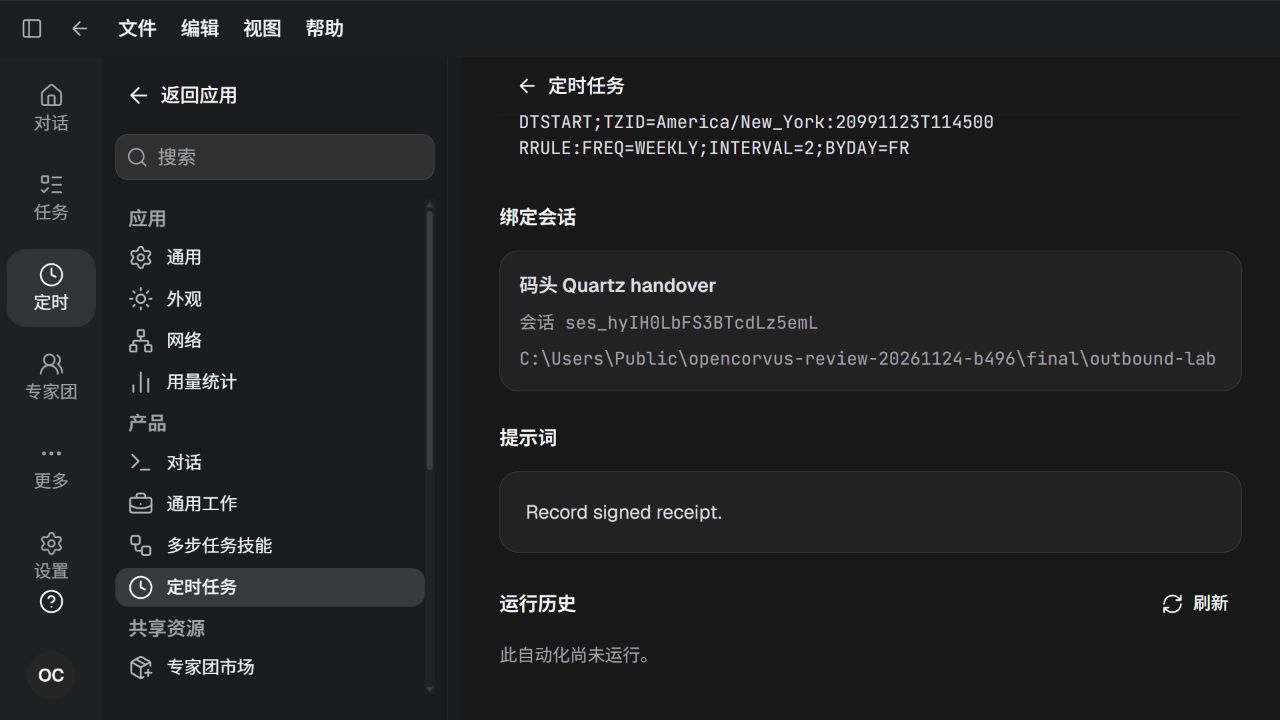 文件 编辑 视图 帮助
对话
任务
定时
专家团
更多
设置
OC
返回应用
搜索
应用
通用
外观
网络
用量统计
产品
对话
通用工作
多步任务技能
定时任务
共享资源
专家团市场
定时任务
DTSTART;TZID=America/New_York:20991123T114500
RRULE:FREQ=WEEKLY;INTERVAL=2;BYDAY=FR
绑定会话
码头 Quartz handover
会话 ses_hyIH0LbFS3BTcdLz5emL
C:\Users\Public\opencorvus-review-20261124-b496\final\outbound-lab
提示词
Record signed receipt.
运行历史
刷新
此自动化尚未运行。